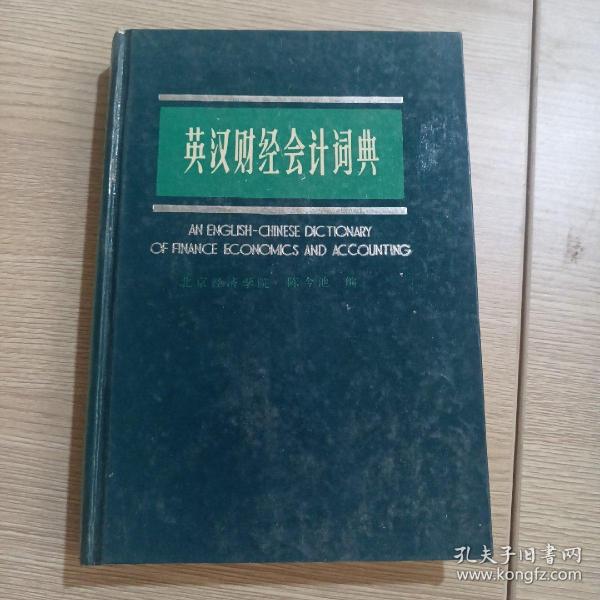 英汉财经会计词典
AN ENGLISH-CHINESE DICTIONARY
OF FINANCE ECONOMICS AND ACCOUNTING
北京经济学院·陈今池 编
孔夫子旧书网
www.kongfz.com